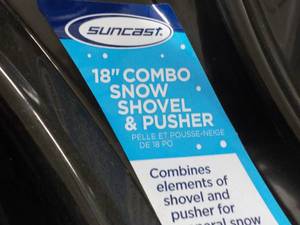 SUNCAST
18" COMBO
SNOW
SHOVEL
& PUSHER
PELLE ET POUSSE-NEIGE
DE 18 PO
Combines
elements of
shovel and
pusher for
snow